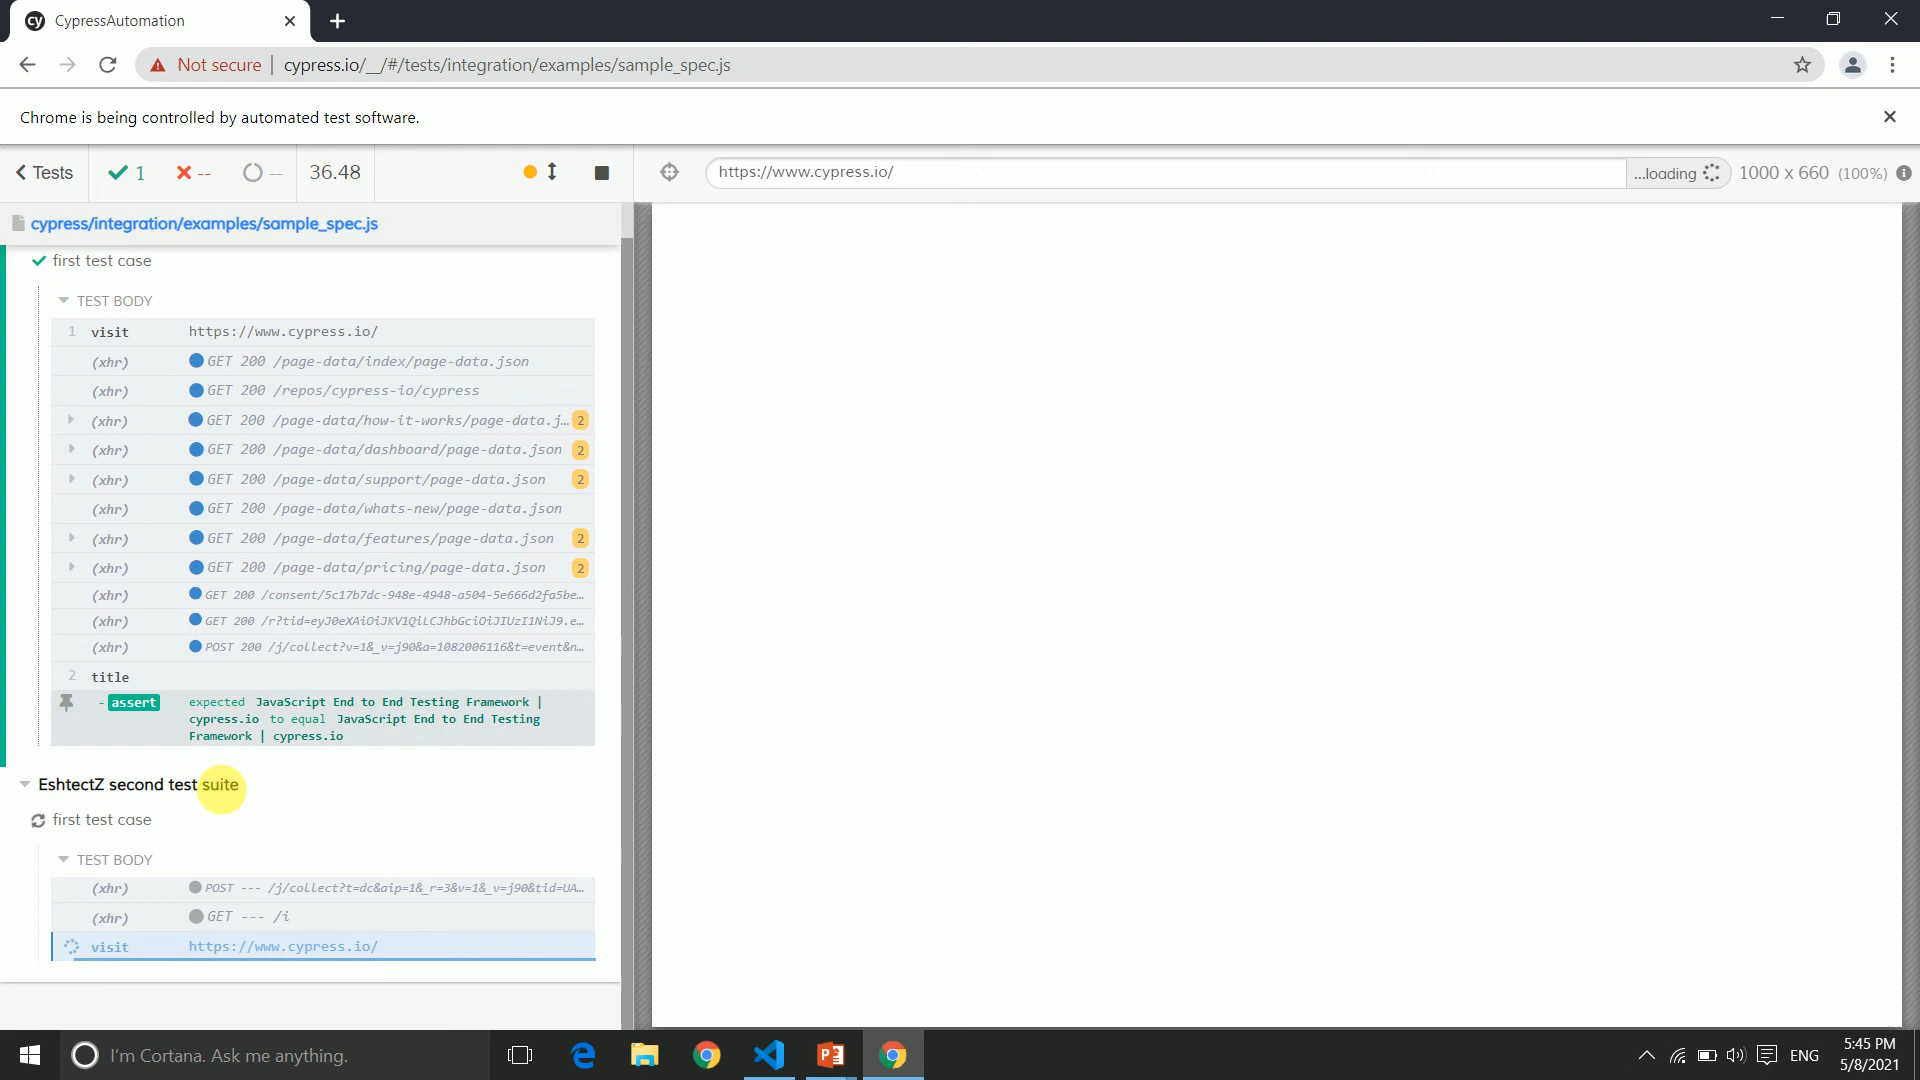 CypressAutomation
Not secure | cypress.io/__/#/tests/integration/examples/sample_spec.js
Chrome is being controlled by automated test software.
Tests 1 -- -- 36.48
https://www.cypress.io/ ...loading 1000 x 660 (100%)
cypress/integration/examples/sample_spec.js
first test case
TEST BODY
1 visit https://www.cypress.io/
(xhr) GET 200 /page-data/index/page-data.json
(xhr) GET 200 /repos/cypress-io/cypress
(xhr) GET 200 /page-data/how-it-works/page-data.j… 2
(xhr) GET 200 /page-data/dashboard/page-data.json 2
(xhr) GET 200 /page-data/support/page-data.json 2
(xhr) GET 200 /page-data/whats-new/page-data.json
(xhr) GET 200 /page-data/features/page-data.json 2
(xhr) GET 200 /page-data/pricing/page-data.json 2
(xhr) GET 200 /consent/5c17b7dc-948e-4948-a504-5e666d2fa5be…
(xhr) GET 200 /r?tid=eyJ0eXAiOiJKV1QiLCJhbGciOiJIUzI1NiJ9.e…
(xhr) POST 200 /j/collect?v=1&_v=j90&a=1082006116&t=event&n…
2 title
- assert expected JavaScript End to End Testing Framework |
cypress.io to equal JavaScript End to End Testing
Framework | cypress.io
EshtectZ second test suite
first test case
TEST BODY
(xhr) POST --- /j/collect?t=dc&aip=1&_r=3&v=1&_v=j90&tid=UA…
(xhr) GET --- /i
visit https://www.cypress.io/
I'm Cortana. Ask me anything.
ENG
5:45 PM
5/8/2021